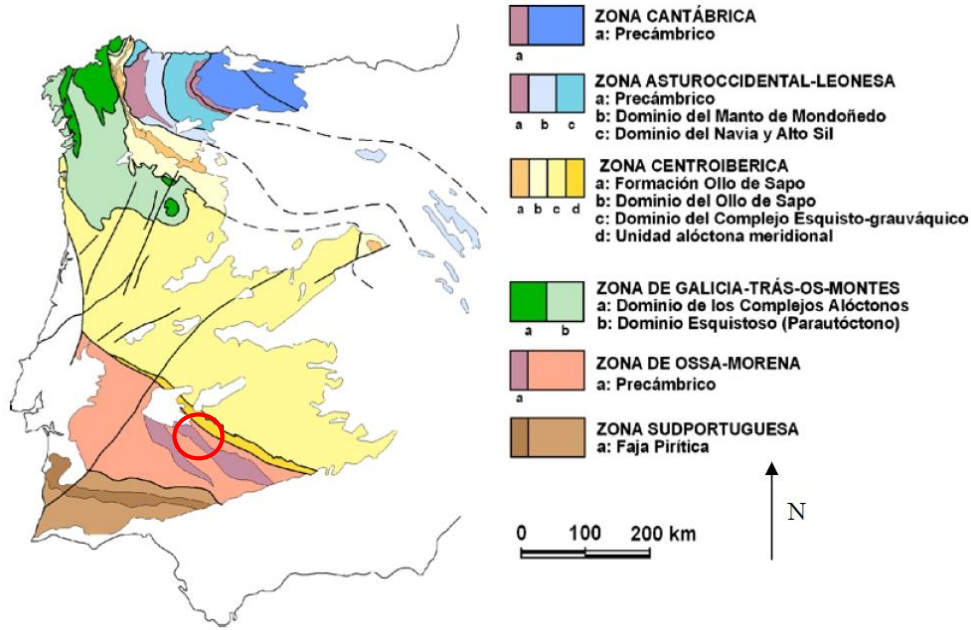 ZONA CANTÁBRICA
a: Precámbrico
a
ZONA ASTUROCCIDENTAL-LEONESA
a: Precámbrico
b: Dominio del Manto de Mondoñedo
c: Dominio del Navia y Alto Sil
a b c
ZONA CENTROIBERICA
a: Formación Ollo de Sapo
b: Dominio del Ollo de Sapo
c: Dominio del Complejo Esquisto-grauváquico
d: Unidad alóctona meridional
a b c d
ZONA DE GALICIA-TRÁS-OS-MONTES
a: Dominio de los Complejos Alóctonos
b: Dominio Esquistoso (Parautóctono)
a b
ZONA DE OSSA-MORENA
a: Precámbrico
a
ZONA SUDPORTUGUESA
a: Faja Pirítica
a
N
0 100 200 km